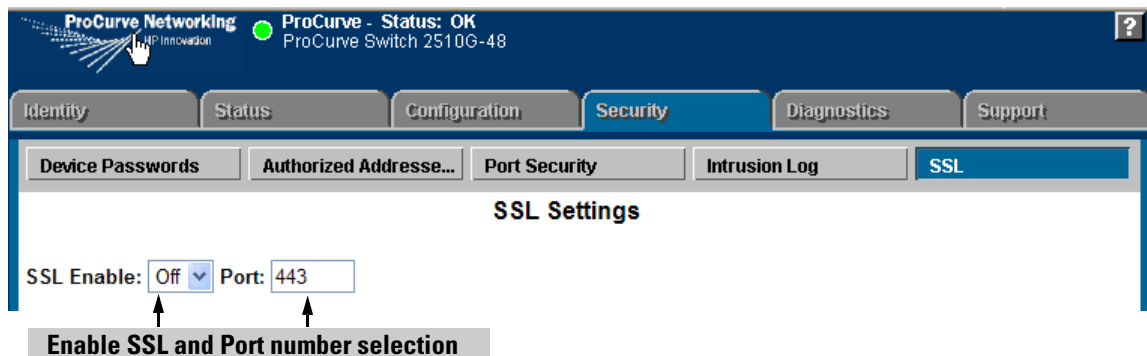 ProCurve Networking
HP Innovation
ProCurve - Status: OK
ProCurve Switch 2510G-48
?
Identity
Status
Configuration
Security
Diagnostics
Support
Device Passwords
Authorized Addresse...
Port Security
Intrusion Log
SSL
SSL Settings
SSL Enable: Off Port: 443
Enable SSL and Port number selection